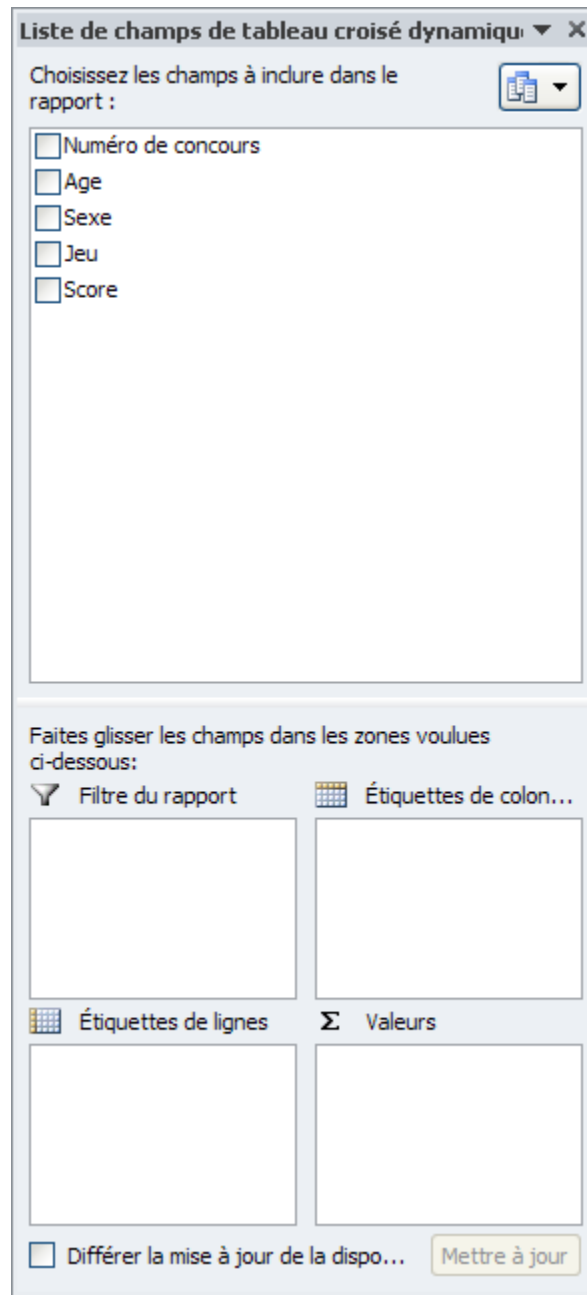 Liste de champs de tableau croisé dynamiqu
Choisissez les champs à inclure dans le
rapport :
Numéro de concours
Age
Sexe
Jeu
Score
Faites glisser les champs dans les zones voulues
ci-dessous:
Filtre du rapport
Étiquettes de colon...
Étiquettes de lignes
Σ Valeurs
Différer la mise à jour de la dispo...
Mettre à jour